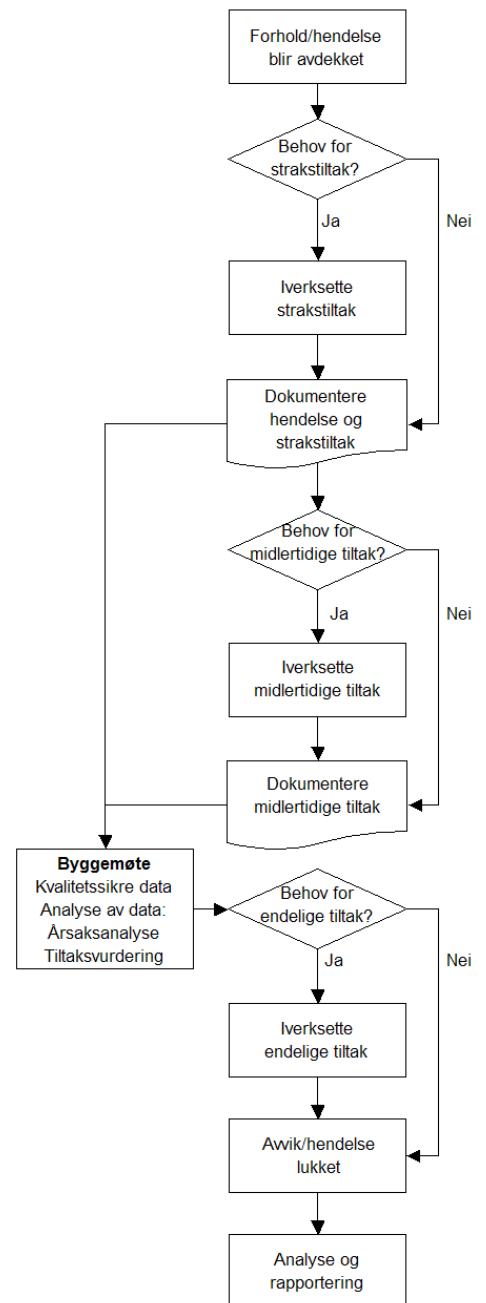 Forhold/hendelse
blir avdekket
Behov for
strakstiltak?
Ja
Nei
Iverksette
strakstiltak
Dokumentere
hendelse og
strakstiltak
Behov for
midlertidige tiltak?
Ja
Nei
Iverksette
midlertidige tiltak
Dokumentere
midlertidige tiltak
Byggemøte
Kvalitetssikre data
Analyse av data:
Årsaksanalyse
Tiltaksvurdering
Behov for
endelige tiltak?
Ja
Nei
Iverksette
endelige tiltak
Avvik/hendelse
lukket
Analyse og
rapportering